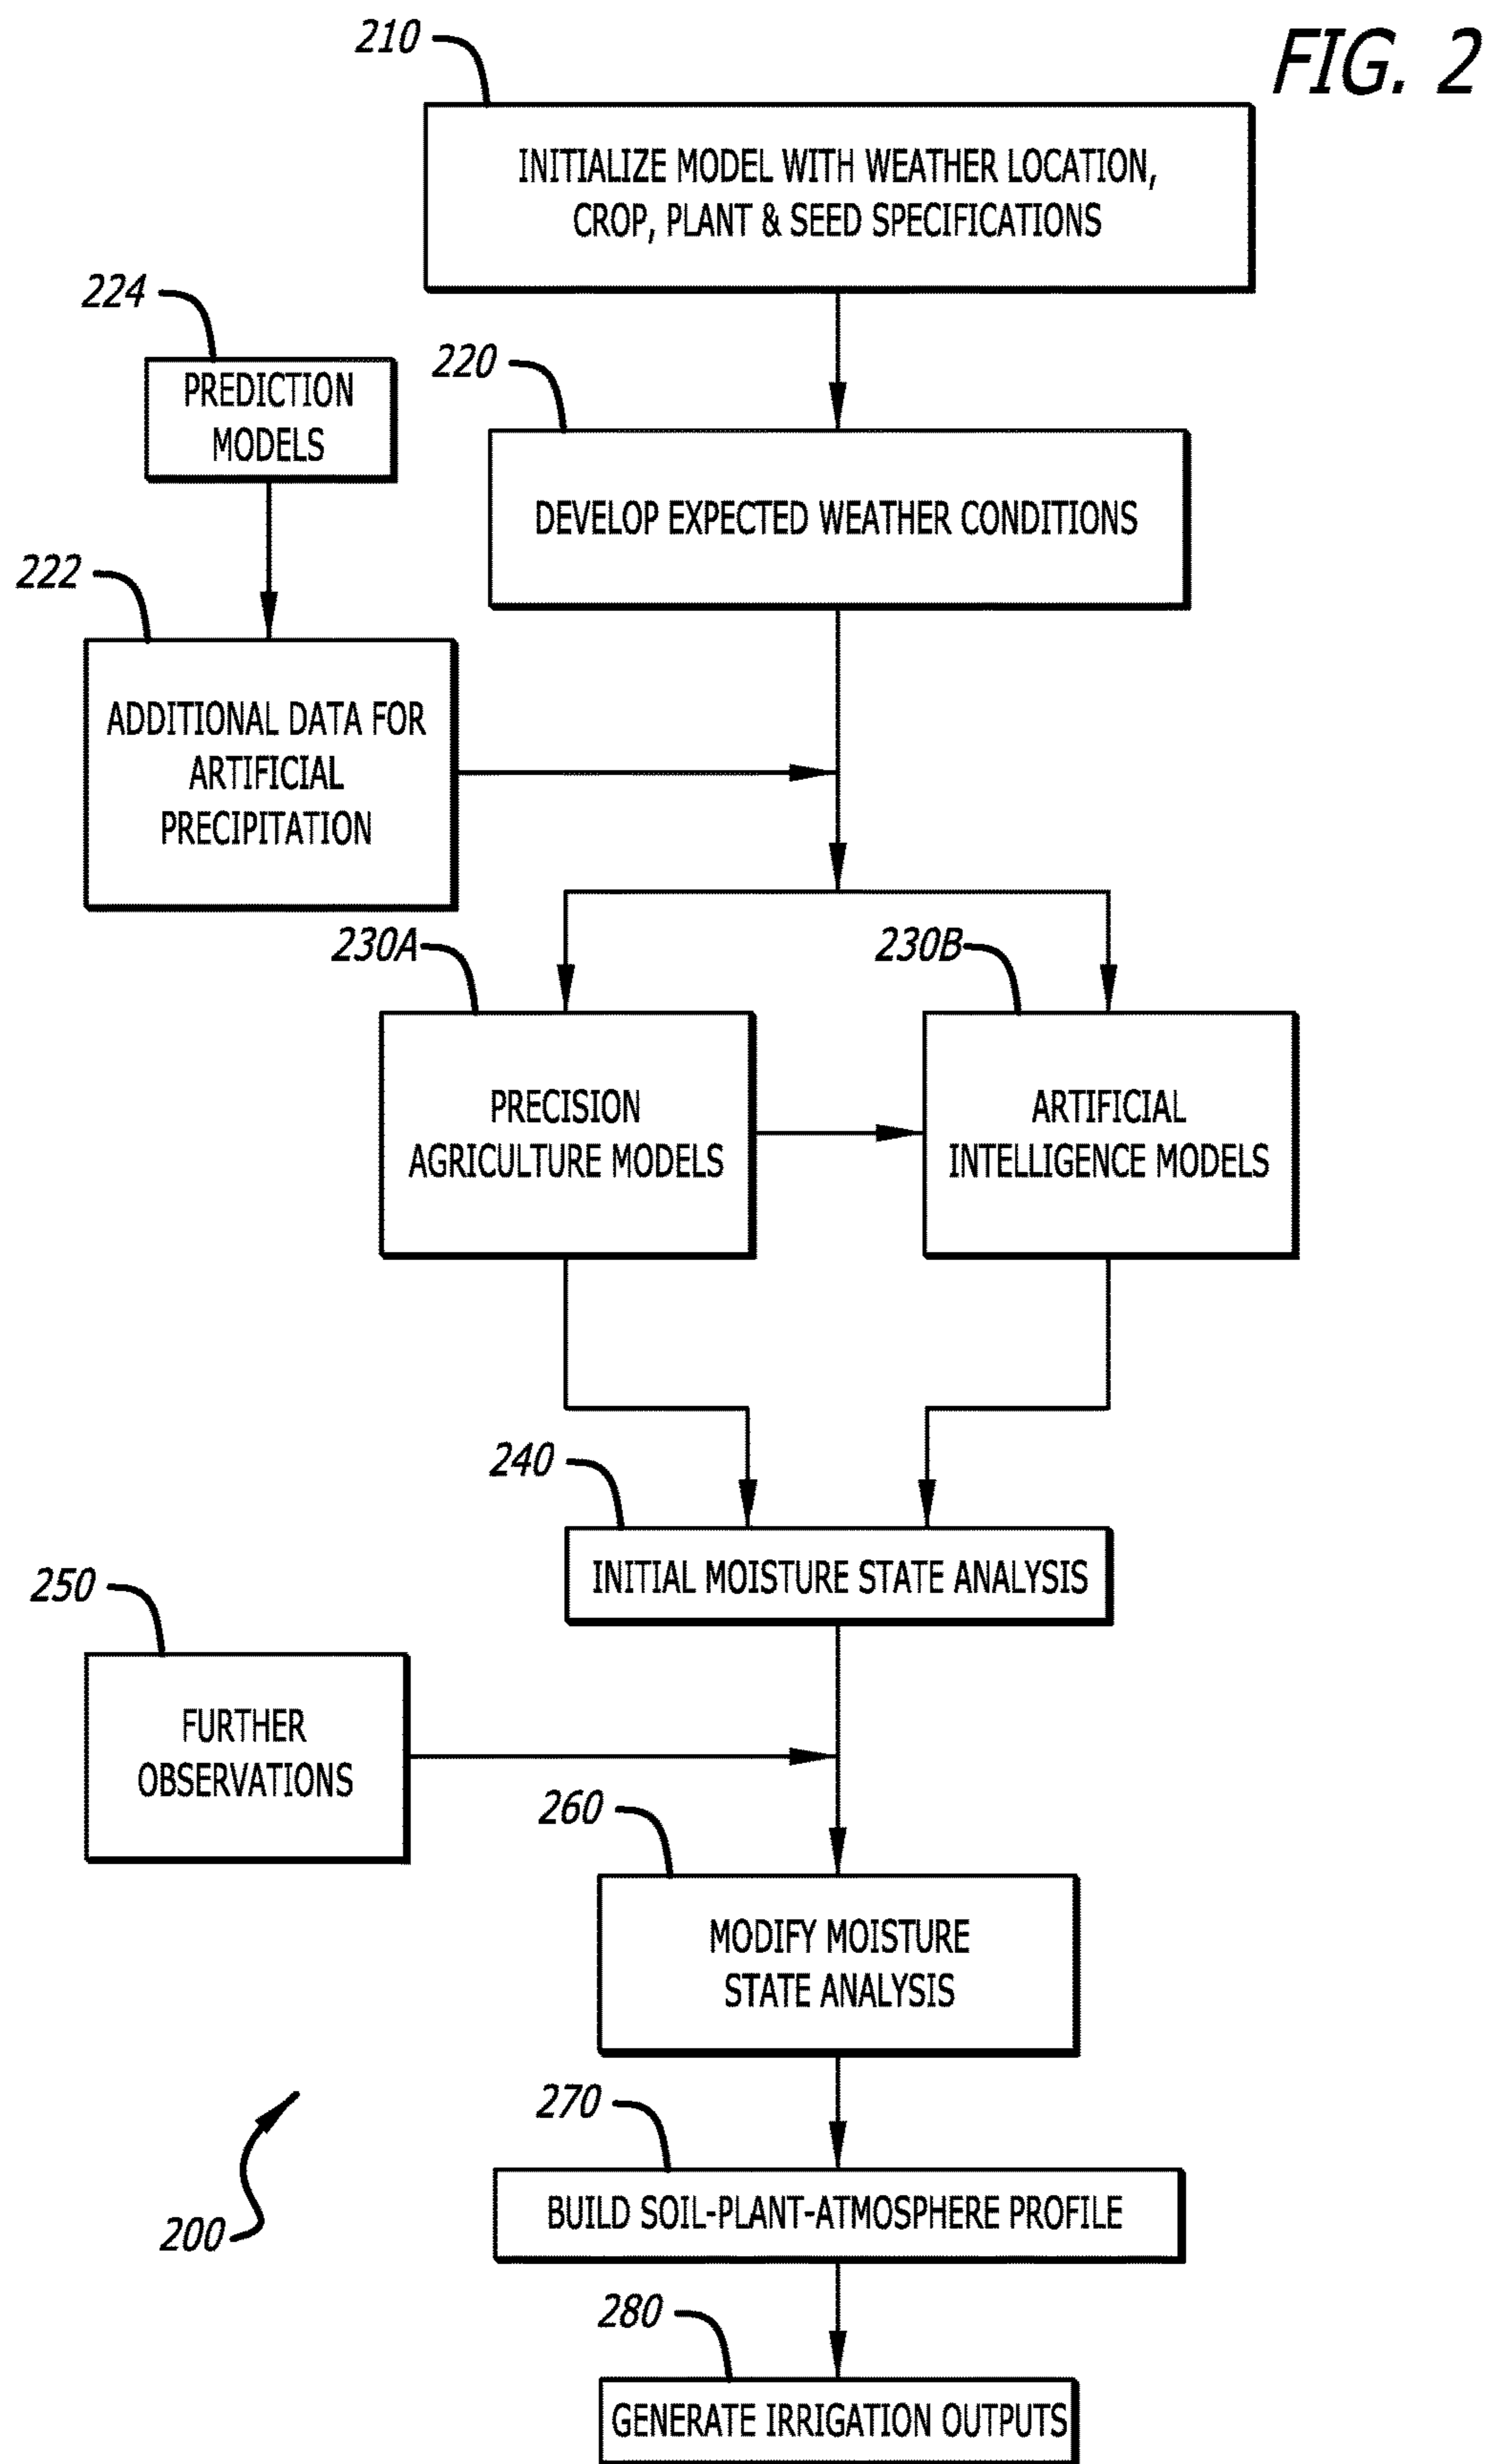 FIG. 2
210
INITIALIZE MODEL WITH WEATHER LOCATION,
CROP, PLANT & SEED SPECIFICATIONS
224
PREDICTION
MODELS
220
DEVELOP EXPECTED WEATHER CONDITIONS
222
ADDITIONAL DATA FOR
ARTIFICIAL
PRECIPITATION
230A
PRECISION
AGRICULTURE MODELS
230B
ARTIFICIAL
INTELLIGENCE MODELS
240
INITIAL MOISTURE STATE ANALYSIS
250
FURTHER
OBSERVATIONS
260
MODIFY MOISTURE
STATE ANALYSIS
270
BUILD SOIL-PLANT-ATMOSPHERE PROFILE
200
280
GENERATE IRRIGATION OUTPUTS